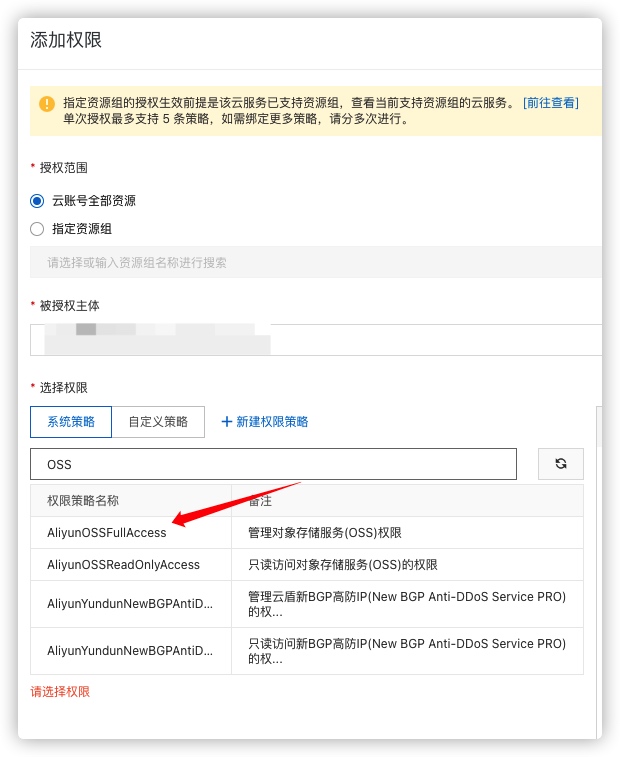 添加权限
指定资源组的授权生效前提是该云服务已支持资源组，查看当前支持资源组的云服务。 [前往查看]
单次授权最多支持 5 条策略，如需绑定更多策略，请分多次进行。
* 授权范围
云账号全部资源
指定资源组
请选择或输入资源组名称进行搜索
* 被授权主体
* 选择权限
系统策略 自定义策略 + 新建权限策略
OSS
权限策略名称 备注
AliyunOSSFullAccess 管理对象存储服务(OSS)权限
AliyunOSSReadOnlyAccess 只读访问对象存储服务(OSS)的权限
AliyunYundunNewBGPAntiD... 管理云盾新BGP高防IP(New BGP Anti-DDoS Service PRO)
的权...
AliyunYundunNewBGPAntiD... 只读访问新BGP高防IP(New BGP Anti-DDoS Service PRO)
的权...
请选择权限